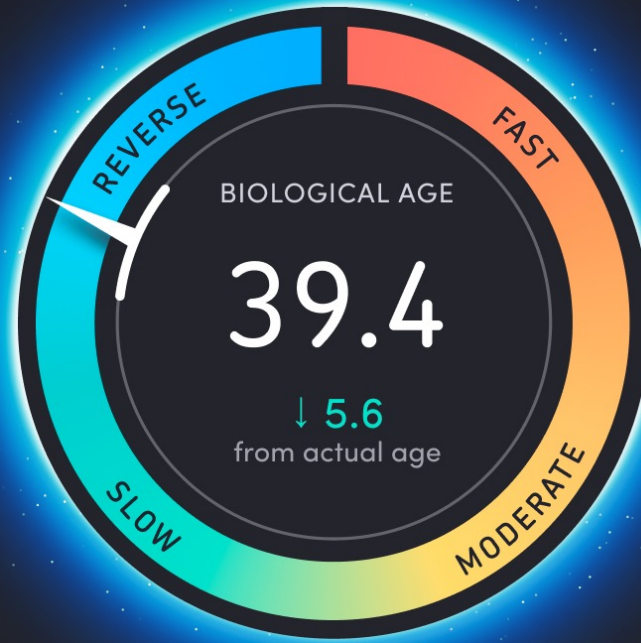 REVERSE
FAST
BIOLOGICAL AGE
39.4
↓ 5.6
from actual age
SLOW
MODERATE